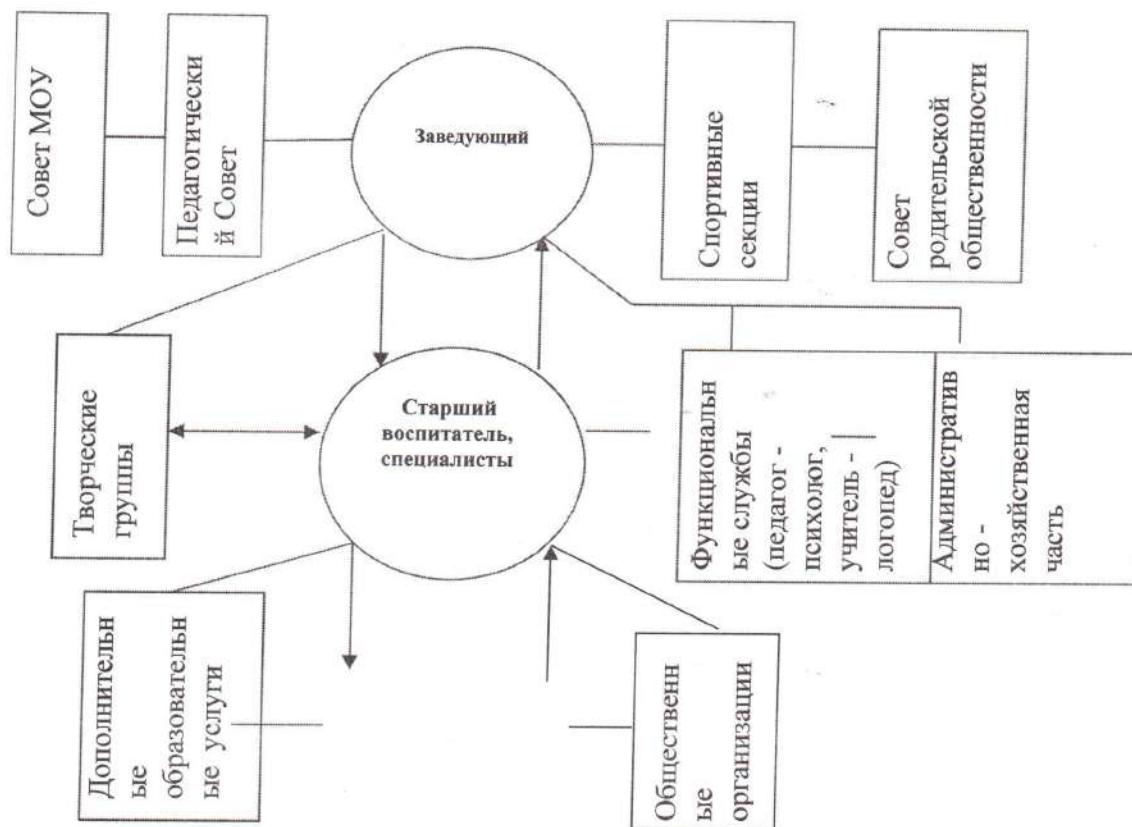 Совет МОУ
Педагогически
й Совет
Заведующий
Спортивные
секции
Совет
родительской
общественности
Творческие
группы
Старший
воспитатель,
специалисты
Функциональн
ые службы
(педагог -
психолог,
учитель -
логопед)
Административ
но -
хозяйственная
часть
Дополнительн
ые
образовательн
ые услуги
Общественн
ые
организации